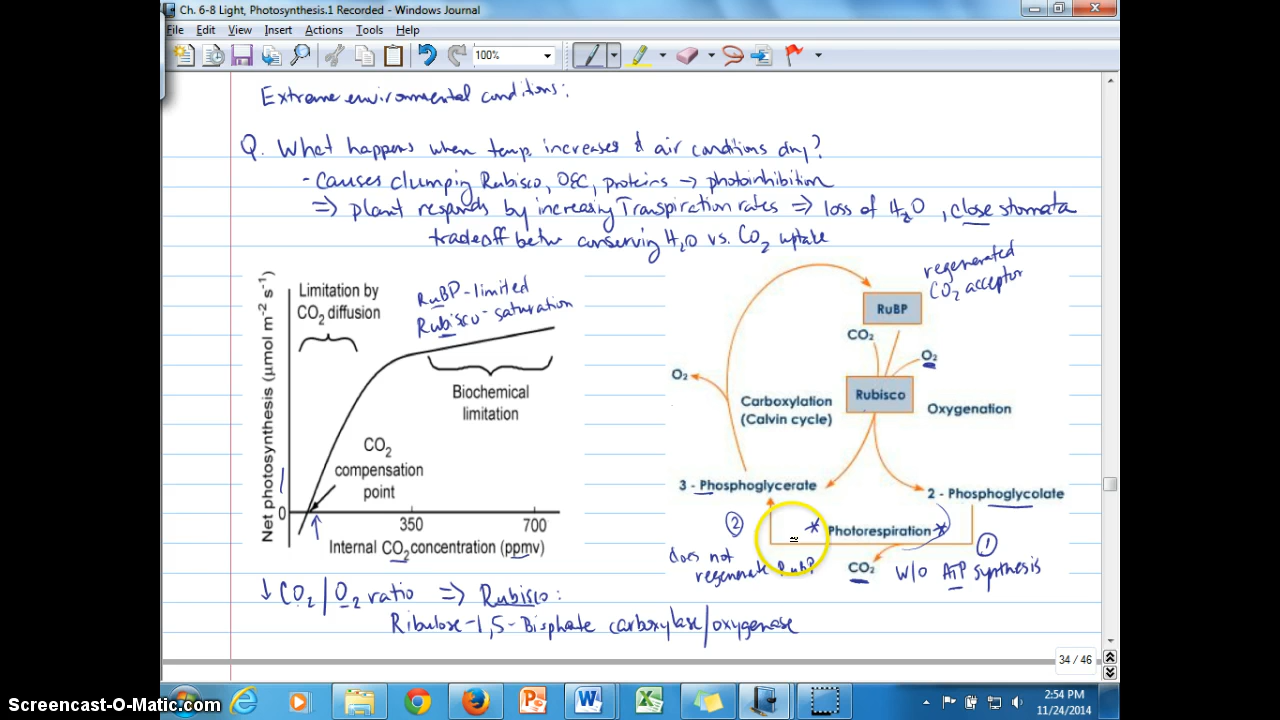 Ch. 6-8 Light, Photosynthesis.1 Recorded - Windows Journal
File Edit View Insert Actions Tools Help
100%
Extreme environmental conditions:
Q. What happens when temp. increases & air conditions dry?
- Causes clumping Rubisco, OEC, proteins → photoinhibition
⇒ plant responds by increasing Transpiration rates ⇒ loss of H2O, close stomata
tradeoff betw conserving H2O vs. CO2 uptake
Net photosynthesis (μmol m⁻² s⁻¹)
Limitation by
CO2 diffusion
RuBP-limited
Rubisco-saturation
Biochemical
limitation
CO2
compensation
point
0
350
700
Internal CO2 concentration (ppmv)
regenerated
CO2 acceptor
RuBP
CO2
O2
O2
Rubisco
Carboxylation
(Calvin cycle)
Oxygenation
3 - Phosphoglycerate
2 - Phosphoglycolate
2
* Photorespiration *
1
does not
regenerate RuBP
CO2
w/o ATP synthesis
↓ CO2/O2 ratio ⇒ Rubisco:
Ribulose-1,5-Bisphate carboxylase/oxygenase
34 / 46
Screencast-O-Matic.com
2:54 PM
11/24/2014